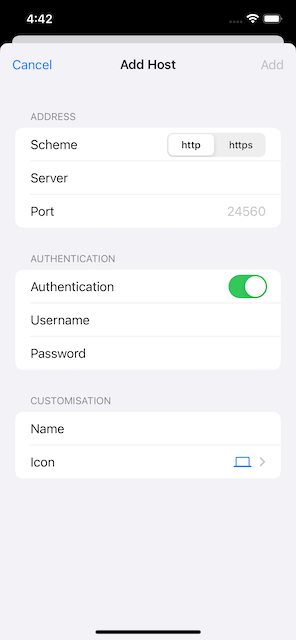 4:42
Cancel Add Host Add
ADDRESS
Scheme http https
Server
Port 24560
AUTHENTICATION
Authentication
Username
Password
CUSTOMISATION
Name
Icon